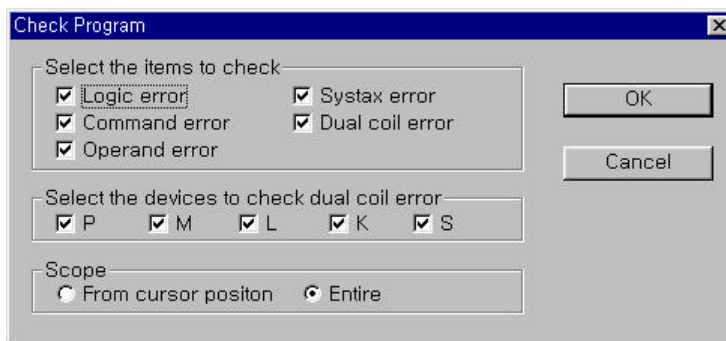 Check Program
Select the items to check
Logic error
Systax error
Command error
Dual coil error
Operand error
OK
Cancel
Select the devices to check dual coil error
P M L K S
Scope
From cursor positon
Entire